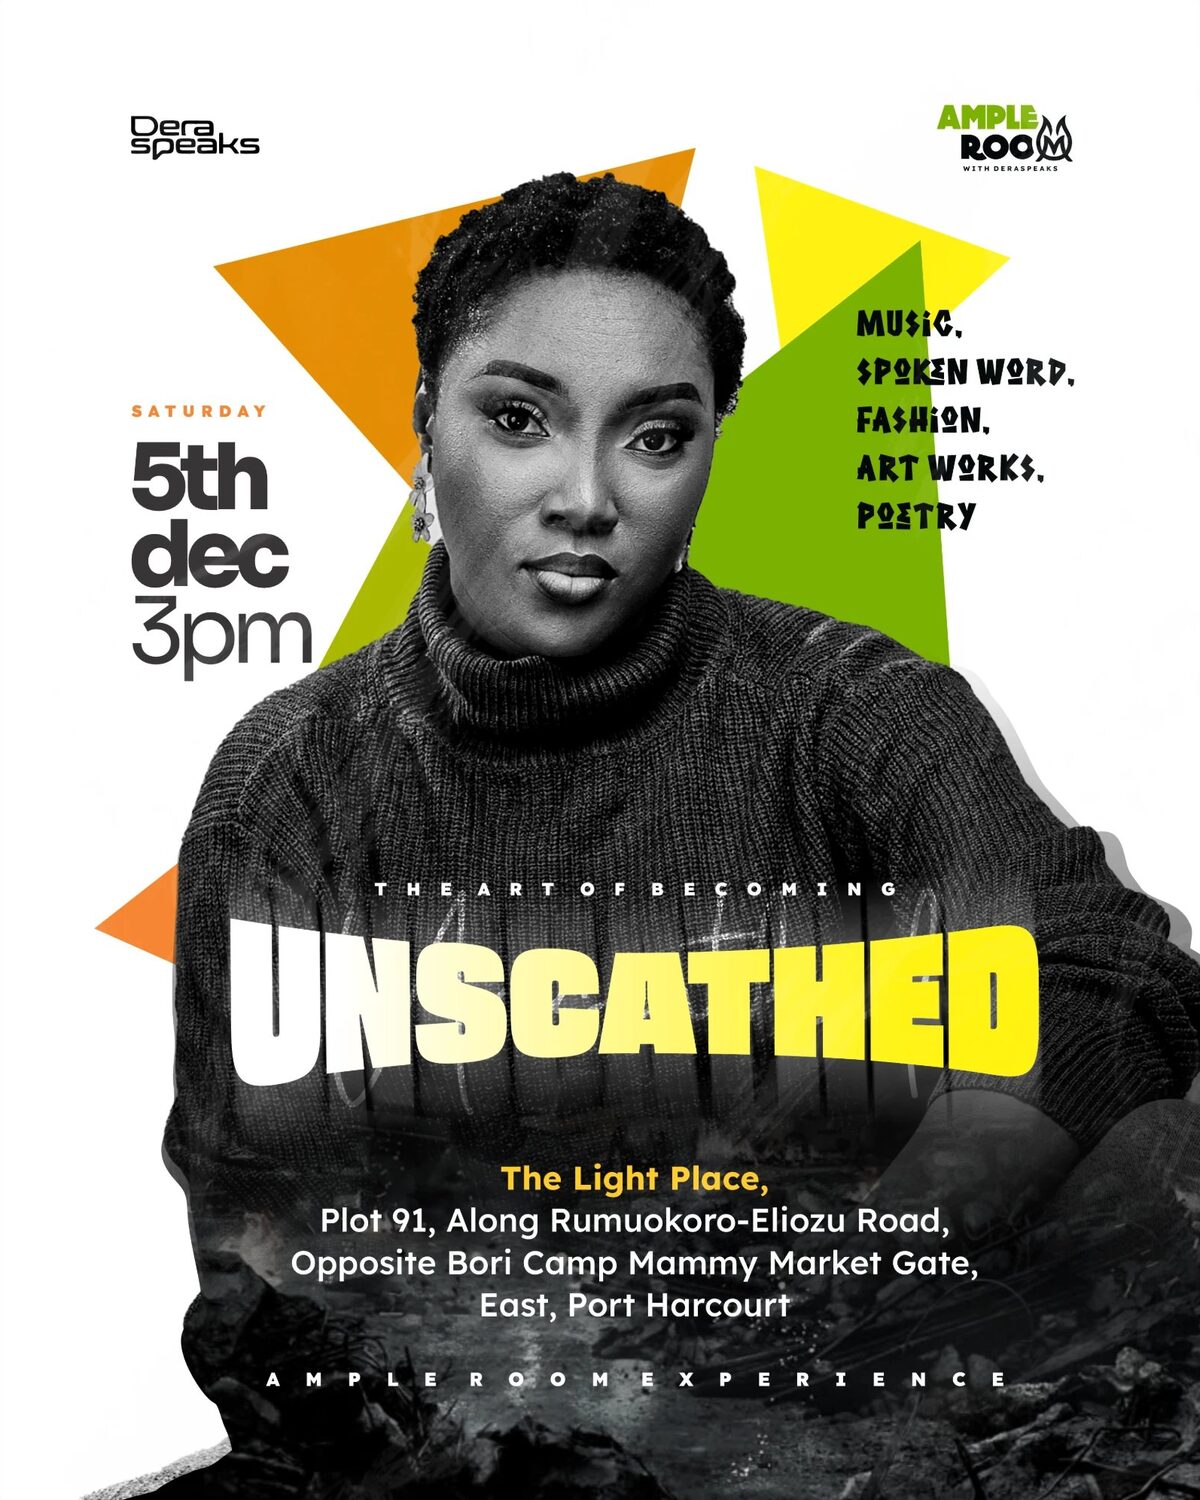 Dera
speaks
AMPLE
ROOM
WITH DERASPEAKS
MUSIC,
SPOKEN WORD,
FASHION,
ART WORKS,
POETRY
SATURDAY
5th
dec
3pm
THE ART OF BECOMING
UNSCATHED
The Light Place,
Plot 91, Along Rumuokoro-Eliozu Road,
Opposite Bori Camp Mammy Market Gate,
East, Port Harcourt
AMPLE ROOM EXPERIENCE